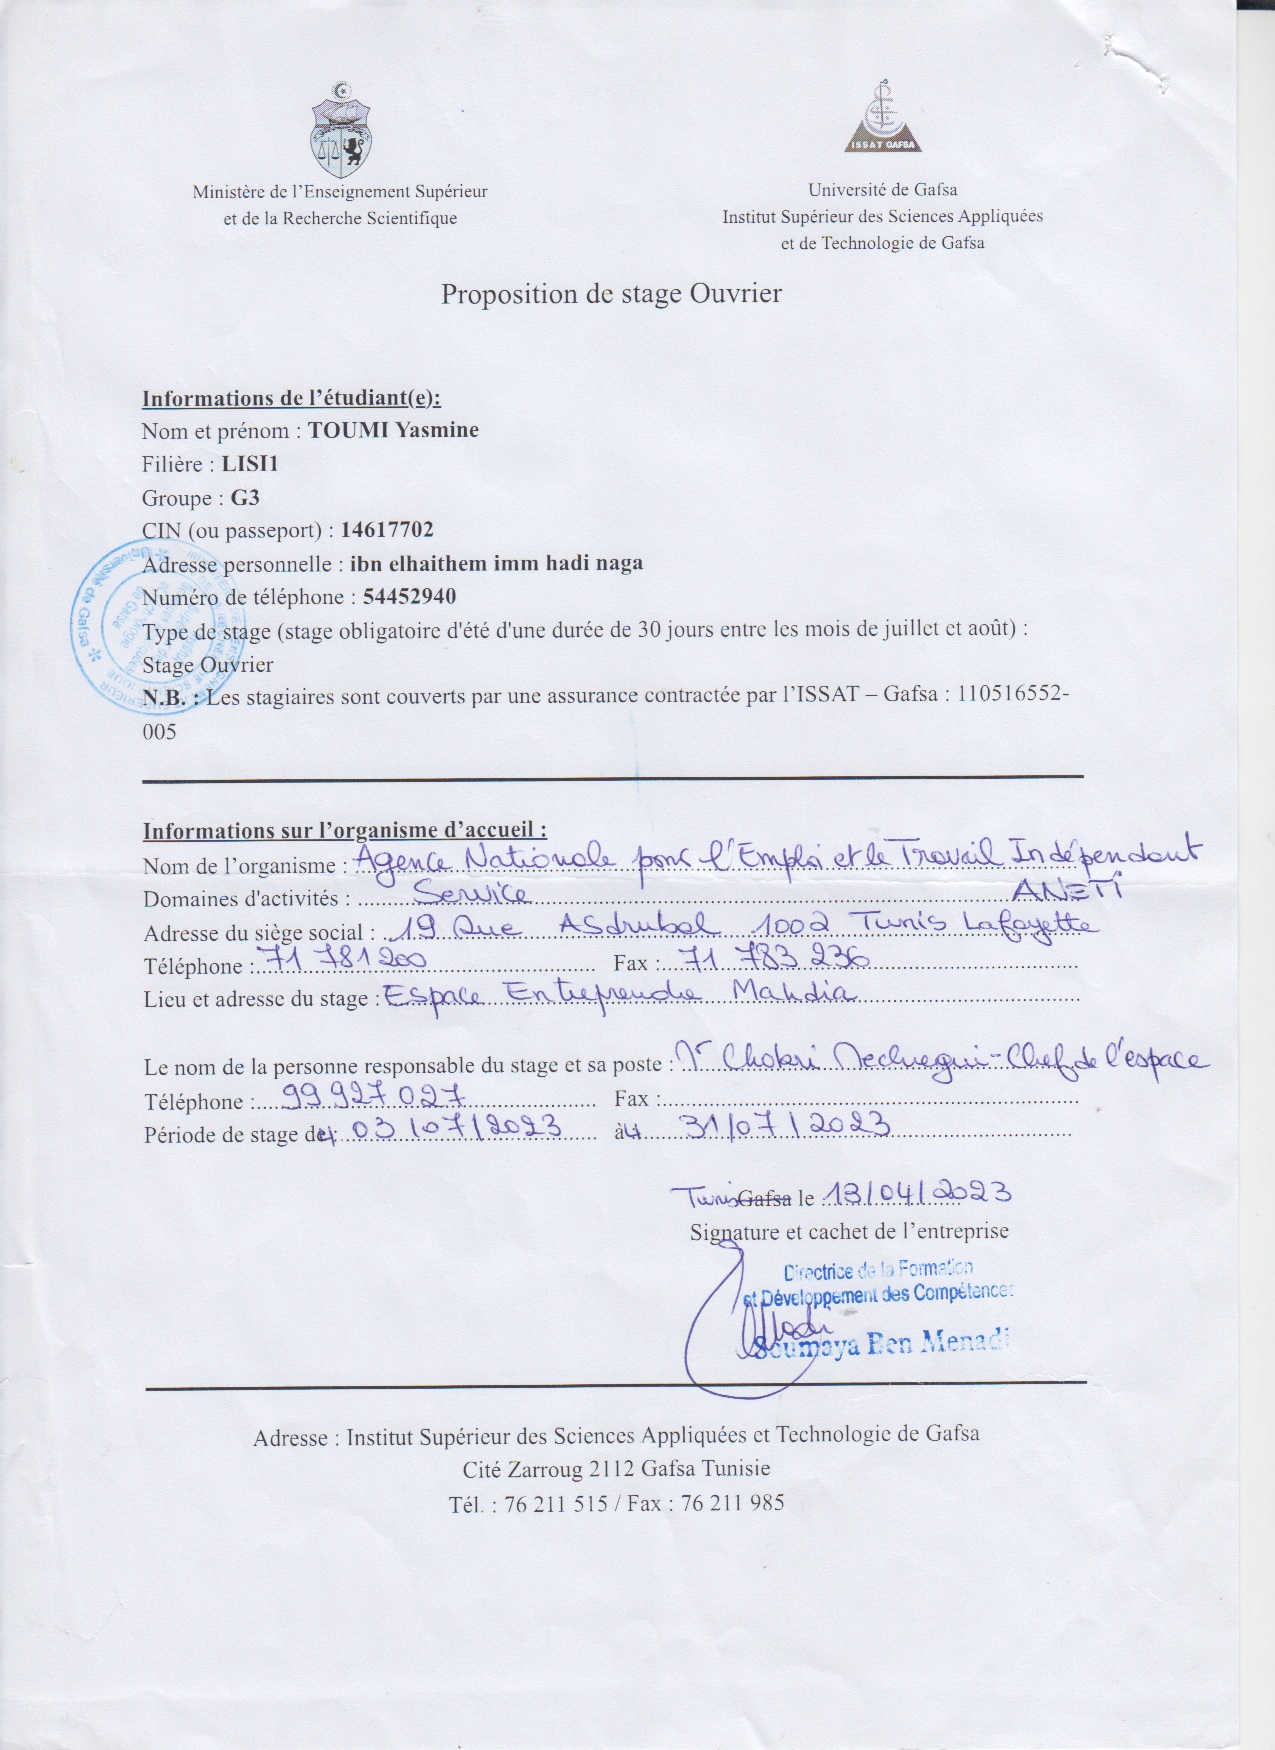 ISSAT GAFSA
Ministère de l'Enseignement Supérieur
et de la Recherche Scientifique
Université de Gafsa
Institut Supérieur des Sciences Appliquées
et de Technologie de Gafsa
Proposition de stage Ouvrier
Informations de l'étudiant(e):
Nom et prénom : TOUMI Yasmine
Filière : LISI1
Groupe : G3
CIN (ou passeport) : 14617702
Adresse personnelle : ibn elhaithem imm hadi naga
Numéro de téléphone : 54452940
Type de stage (stage obligatoire d'été d'une durée de 30 jours entre les mois de juillet et août) :
Stage Ouvrier
N.B. : Les stagiaires sont couverts par une assurance contractée par l'ISSAT – Gafsa : 110516552-
005
Université de Gafsa
Informations sur l'organisme d'accueil :
Nom de l'organisme : Agence Nationale pour l'Emploi et le Travail Indépendant
Domaines d'activités : Service ANETI
Adresse du siège social : 19 Rue ASdrubal 1002 Tunis Lafayette
Téléphone : 71 781 200 Fax : 71 783 236
Lieu et adresse du stage : Espace Entreprendre Mahdia
Le nom de la personne responsable du stage et sa poste : Mr Chokri - Chef de l'espace
Téléphone : 99 927 027 Fax :
Période de stage de : 03/07/2023 à 31/07/2023
Tunis Gafsa le : 13/04/2023
Signature et cachet de l'entreprise
Directrice de la Formation
et Développement des Compétences
Soumaya Ben Menadi
Adresse : Institut Supérieur des Sciences Appliquées et Technologie de Gafsa
Cité Zarroug 2112 Gafsa Tunisie
Tél. : 76 211 515 / Fax : 76 211 985